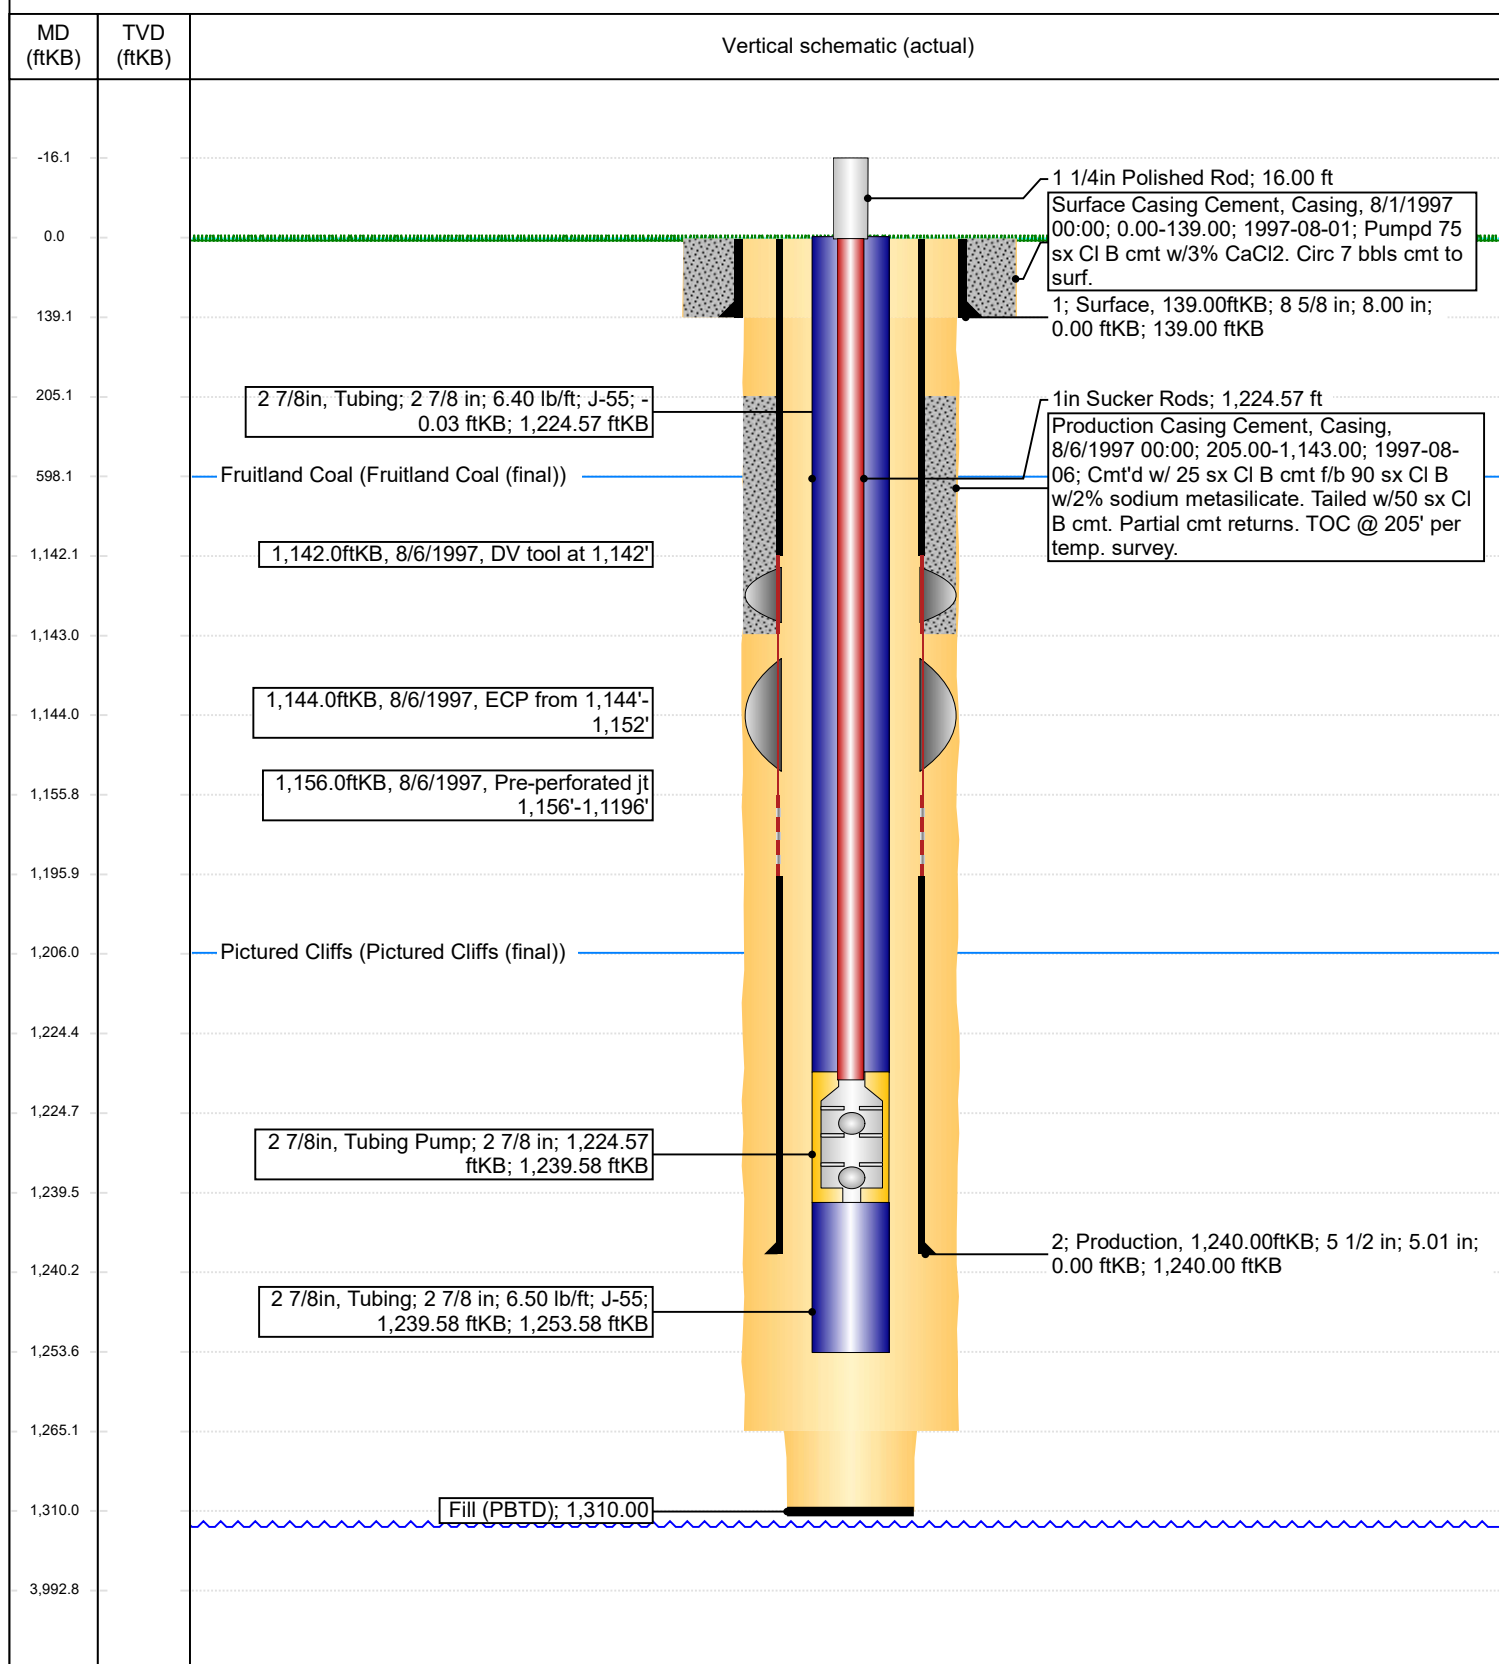 MD
(ftKB)
TVD
(ftKB)
Vertical schematic (actual)
-16.1
1 1/4in Polished Rod; 16.00 ft
Surface Casing Cement, Casing, 8/1/1997
00:00; 0.00-139.00; 1997-08-01; Pumpd 75
sx Cl B cmt w/3% CaCl2. Circ 7 bbls cmt to
surf.
0.0
1; Surface, 139.00ftKB; 8 5/8 in; 8.00 in;
0.00 ftKB; 139.00 ftKB
139.1
205.1
2 7/8in, Tubing; 2 7/8 in; 6.40 lb/ft; J-55; -
0.03 ftKB; 1,224.57 ftKB
1in Sucker Rods; 1,224.57 ft
Production Casing Cement, Casing,
8/6/1997 00:00; 205.00-1,143.00; 1997-08-
06; Cmt'd w/ 25 sx Cl B cmt f/b 90 sx Cl B
w/2% sodium metasilicate. Tailed w/50 sx Cl
B cmt. Partial cmt returns. TOC @ 205' per
temp. survey.
598.1
Fruitland Coal (Fruitland Coal (final))
1,142.1
1,142.0ftKB, 8/6/1997, DV tool at 1,142'
1,143.0
1,144.0ftKB, 8/6/1997, ECP from 1,144'-
1,152'
1,144.0
1,156.0ftKB, 8/6/1997, Pre-perforated jt
1,156'-1,1196'
1,155.8
1,195.9
1,206.0
Pictured Cliffs (Pictured Cliffs (final))
1,224.4
1,224.7
2 7/8in, Tubing Pump; 2 7/8 in; 1,224.57
ftKB; 1,239.58 ftKB
1,239.5
2; Production, 1,240.00ftKB; 5 1/2 in; 5.01 in;
0.00 ftKB; 1,240.00 ftKB
1,240.2
2 7/8in, Tubing; 2 7/8 in; 6.50 lb/ft; J-55;
1,239.58 ftKB; 1,253.58 ftKB
1,253.6
1,265.1
1,310.0
Fill (PBTD); 1,310.00
3,992.8